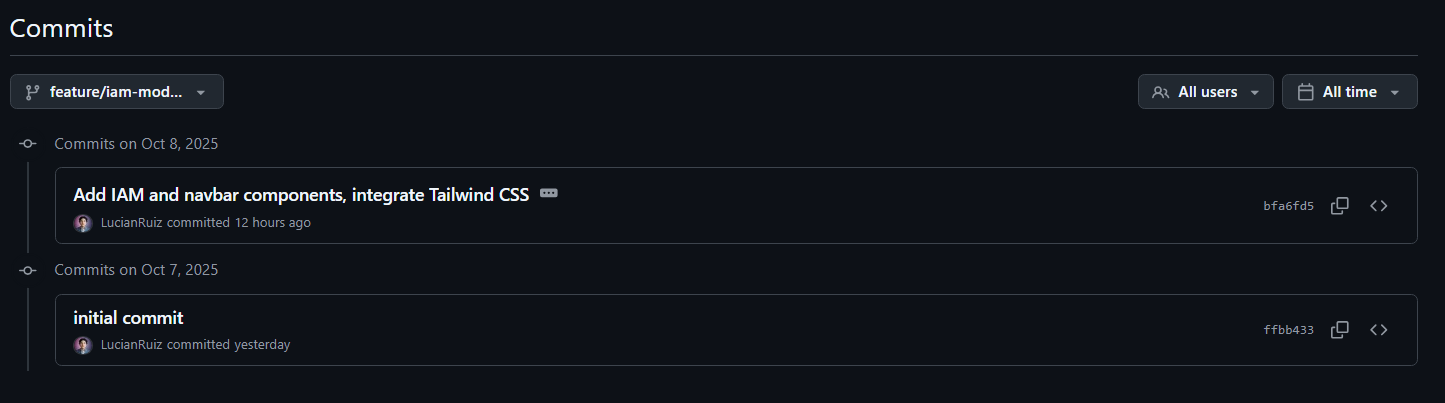 Commits
feature/iam-mod...
All users
All time
Commits on Oct 8, 2025
Add IAM and navbar components, integrate Tailwind CSS
LucianRuiz committed 12 hours ago
bfa6fd5
Commits on Oct 7, 2025
initial commit
LucianRuiz committed yesterday
ffbb433